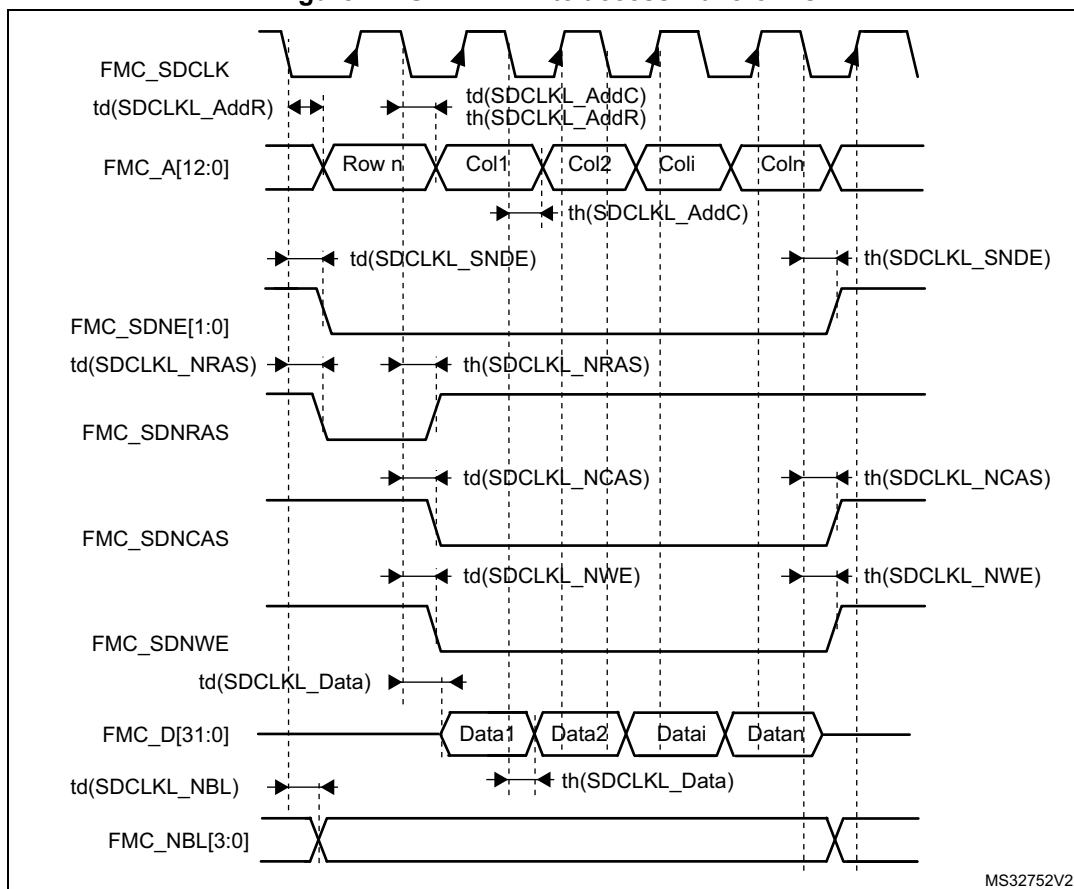 FMC_SDCLK
td(SDCLKL_AddR)
td(SDCLKL_AddC)
th(SDCLKL_AddR)
FMC_A[12:0]
Row n
Col1
Col2
Coli
Coln
th(SDCLKL_AddC)
td(SDCLKL_SNDE)
th(SDCLKL_SNDE)
FMC_SDNE[1:0]
td(SDCLKL_NRAS)
th(SDCLKL_NRAS)
FMC_SDNRAS
td(SDCLKL_NCAS)
th(SDCLKL_NCAS)
FMC_SDNCAS
td(SDCLKL_NWE)
th(SDCLKL_NWE)
FMC_SDNWE
td(SDCLKL_Data)
FMC_D[31:0]
Data1
Data2
Datai
Datan
td(SDCLKL_NBL)
th(SDCLKL_Data)
FMC_NBL[3:0]
MS32752V2